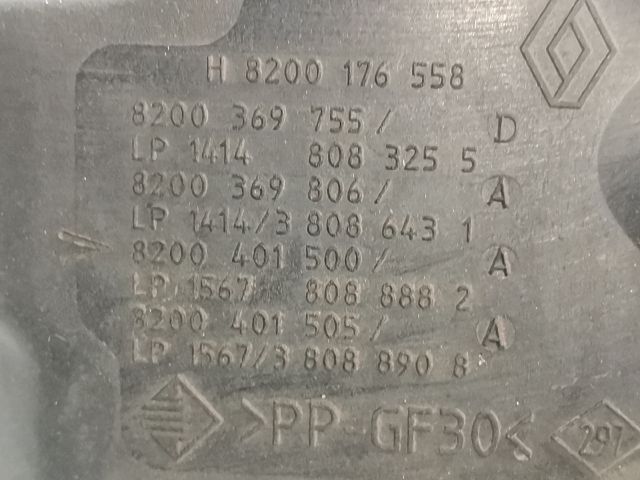 H 8200 176 558
8200 369 755/ D
LP 1414 808 325 5
8200 369 806/ A
LP 1414/3 808 643 1
8200 401 500/ A
LP 1567 808 888 2
8200 401 505/ A
LP 1567/3 808 890 8
>PP-GF30< 297